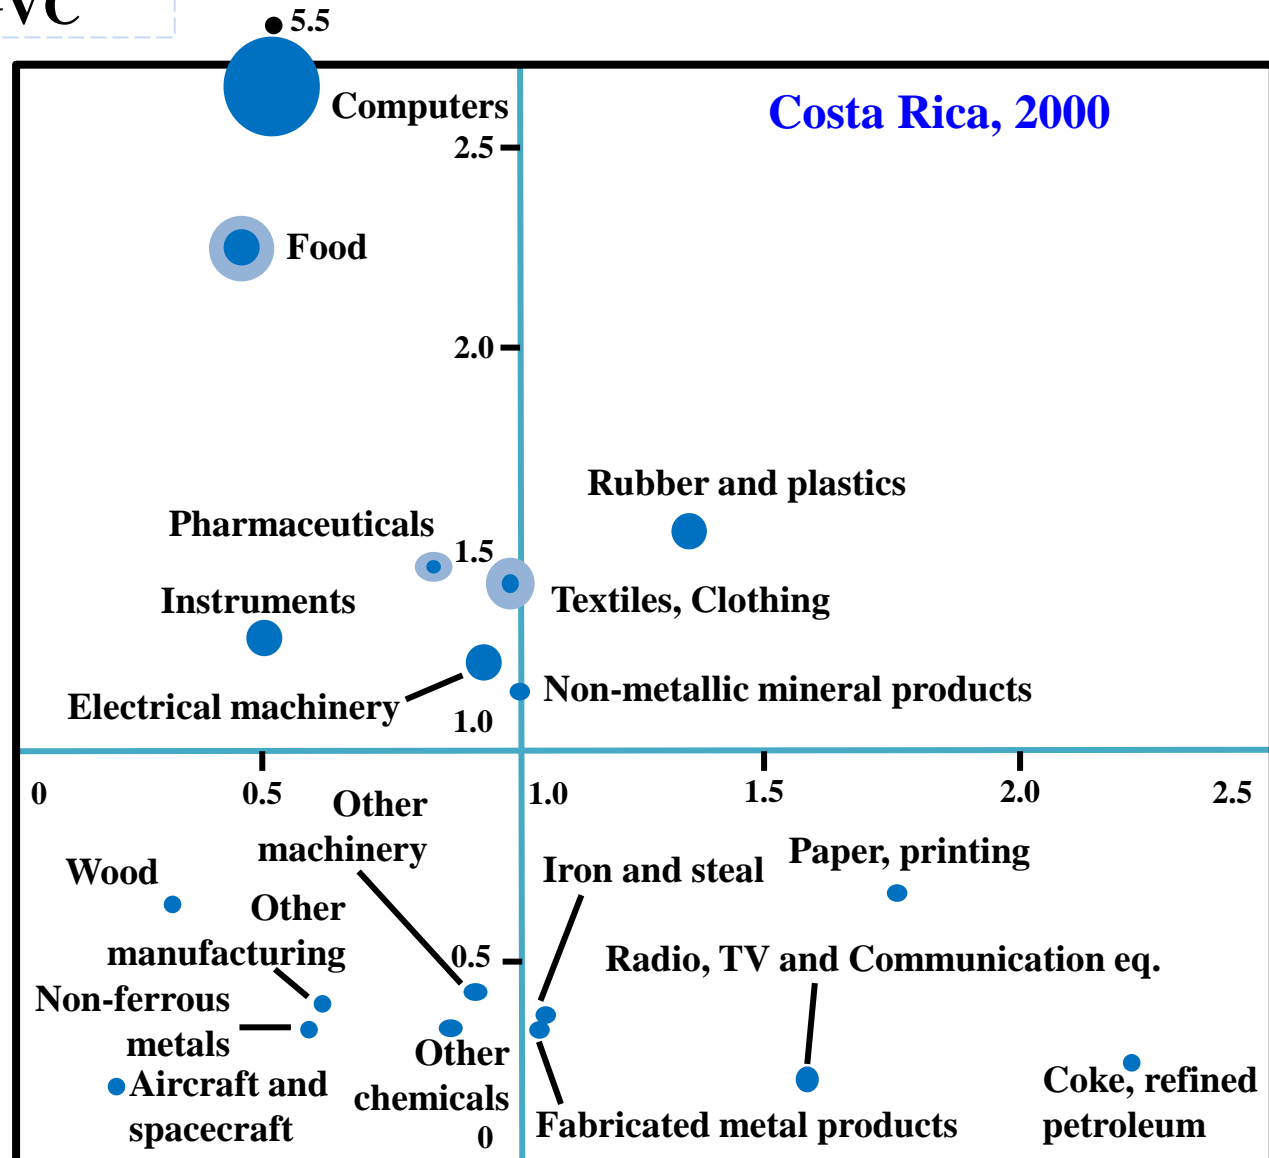 VC
5.5
Computers
Costa Rica, 2000
2.5
Food
2.0
Rubber and plastics
Pharmaceuticals
1.5
Instruments
Textiles, Clothing
Non-metallic mineral products
Electrical machinery
1.0
0
0.5
1.0
1.5
2.0
2.5
Other
machinery
Wood
Iron and steal
Paper, printing
Other
manufacturing
0.5
Radio, TV and Communication eq.
Non-ferrous
metals
Other
chemicals
Aircraft and
spacecraft
Coke, refined
petroleum
Fabricated metal products
0